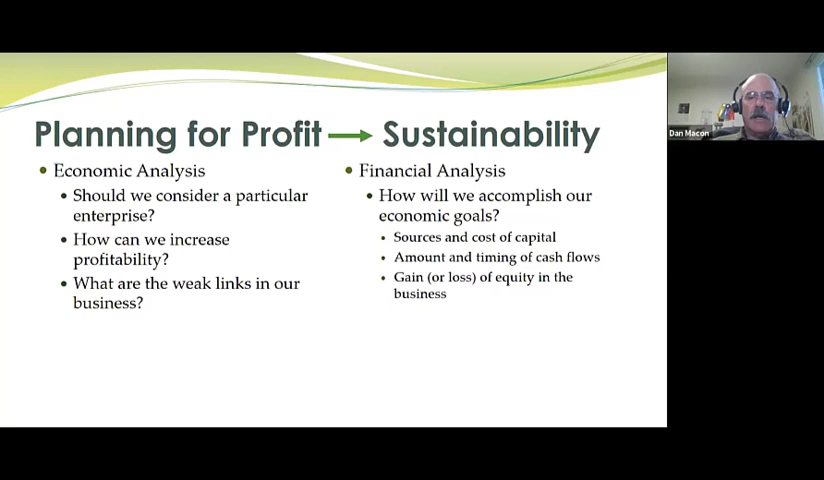 Planning for Profit → Sustainability
• Economic Analysis
• Should we consider a particular
enterprise?
• How can we increase
profitability?
• What are the weak links in our
business?
• Financial Analysis
• How will we accomplish our
economic goals?
• Sources and cost of capital
• Amount and timing of cash flows
• Gain (or loss) of equity in the
business
Dan Macon